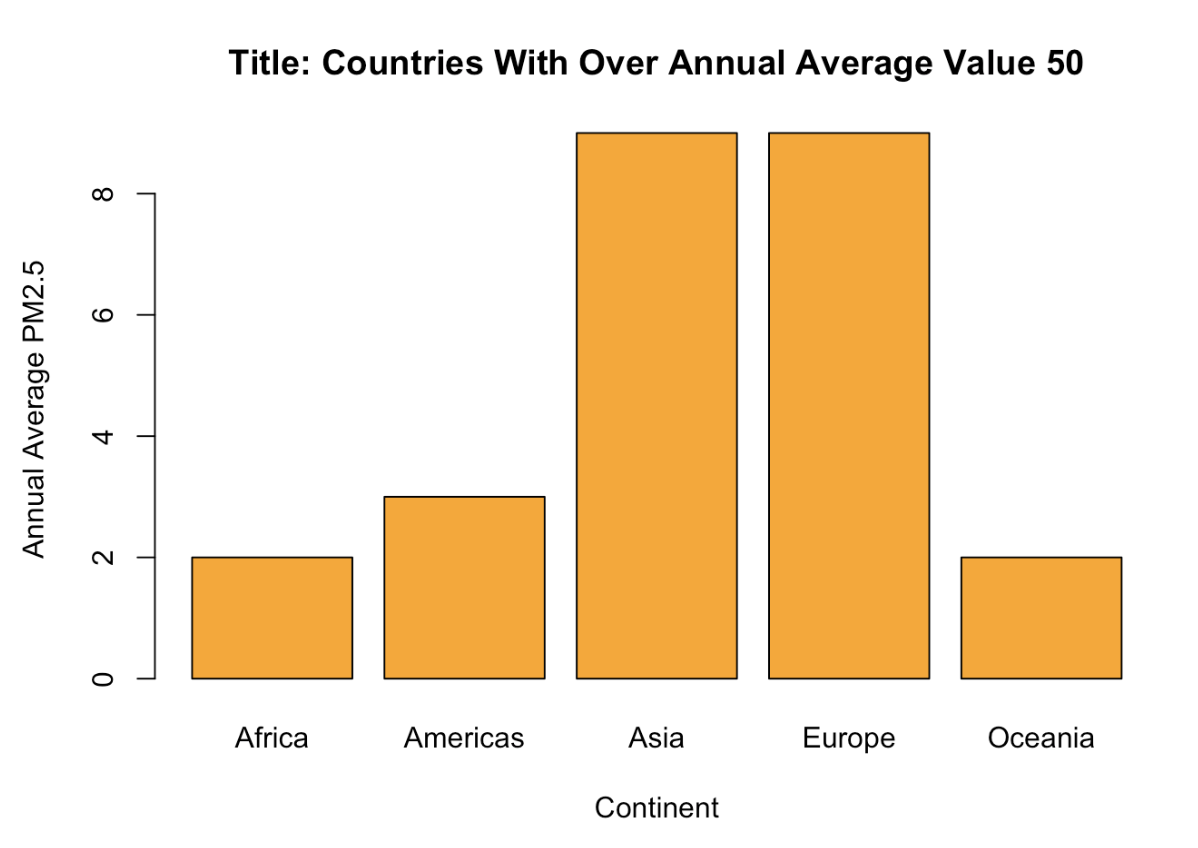 Title: Countries With Over Annual Average Value 50
Annual Average PM2.5
8
6
4
2
0
Africa Americas Asia Europe Oceania
Continent